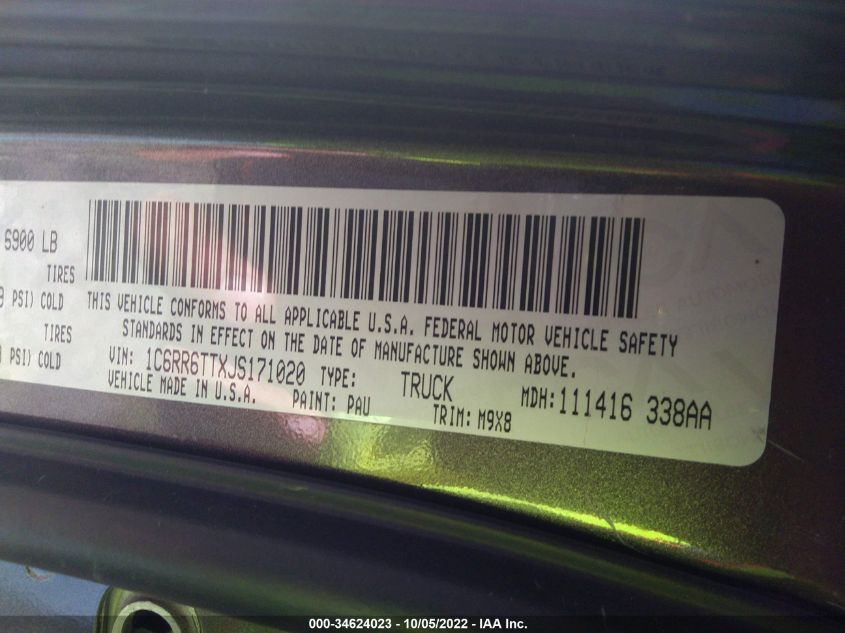 6900 LB
TIRES
PSI) COLD
TIRES
PSI) COLD
THIS VEHICLE CONFORMS TO ALL APPLICABLE U.S.A. FEDERAL MOTOR VEHICLE SAFETY
STANDARDS IN EFFECT ON THE DATE OF MANUFACTURE SHOWN ABOVE.
VIN: 1C6RR6TTXJS171020 TYPE: TRUCK MDH: 111416 338AA
VEHICLE MADE IN U.S.A. PAINT: PAU TRIM: M9X8
000-34624023 - 10/05/2022 - IAA Inc.